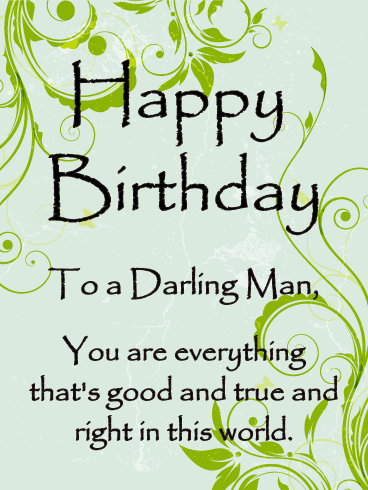 Happy
Birthday
To a Darling Man,
You are everything
that's good and true and
right in this world.